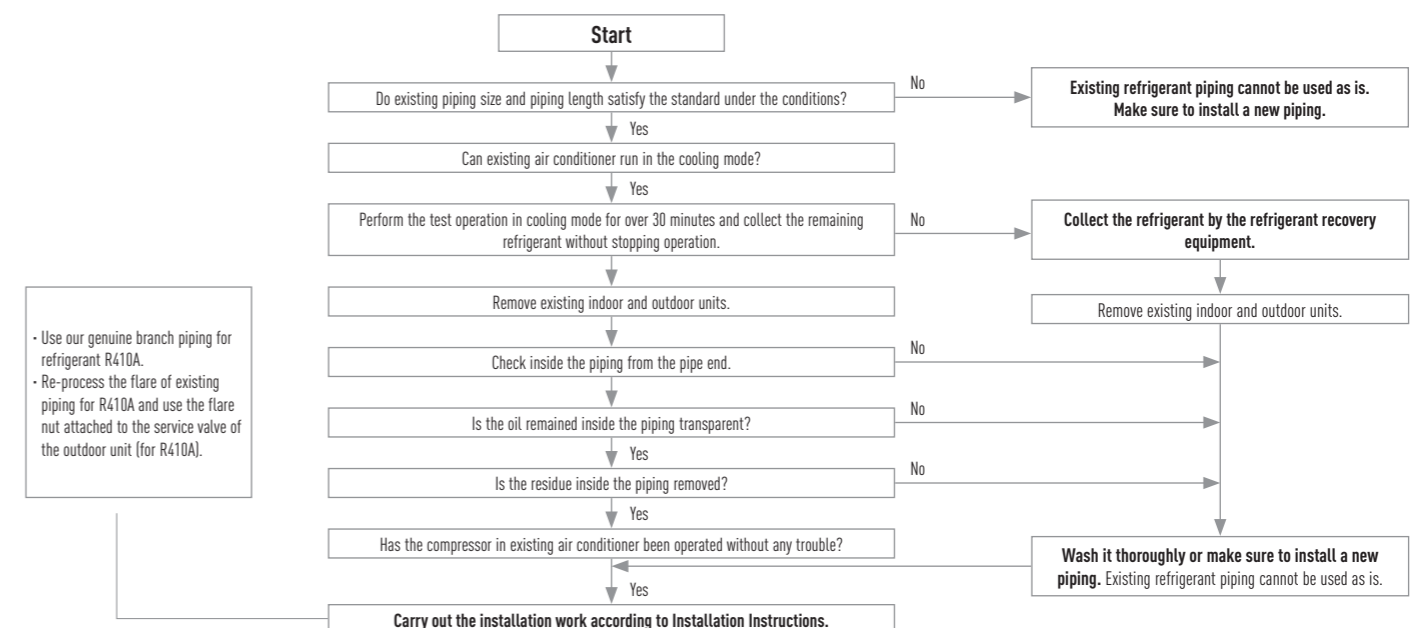 Start
Do existing piping size and piping length satisfy the standard under the conditions?
No
Existing refrigerant piping cannot be used as is.
Make sure to install a new piping.
Yes
Can existing air conditioner run in the cooling mode?
Yes
Perform the test operation in cooling mode for over 30 minutes and collect the remaining
refrigerant without stopping operation.
No
Collect the refrigerant by the refrigerant recovery
equipment.
Remove existing indoor and outdoor units.
Remove existing indoor and outdoor units.
• Use our genuine branch piping for
refrigerant R410A.
• Re-process the flare of existing
piping for R410A and use the flare
nut attached to the service valve of
the outdoor unit (for R410A).
Check inside the piping from the pipe end.
No
Is the oil remained inside the piping transparent?
No
Yes
Is the residue inside the piping removed?
No
Yes
Has the compressor in existing air conditioner been operated without any trouble?
Wash it thoroughly or make sure to install a new
piping. Existing refrigerant piping cannot be used as is.
Yes
Carry out the installation work according to Installation Instructions.